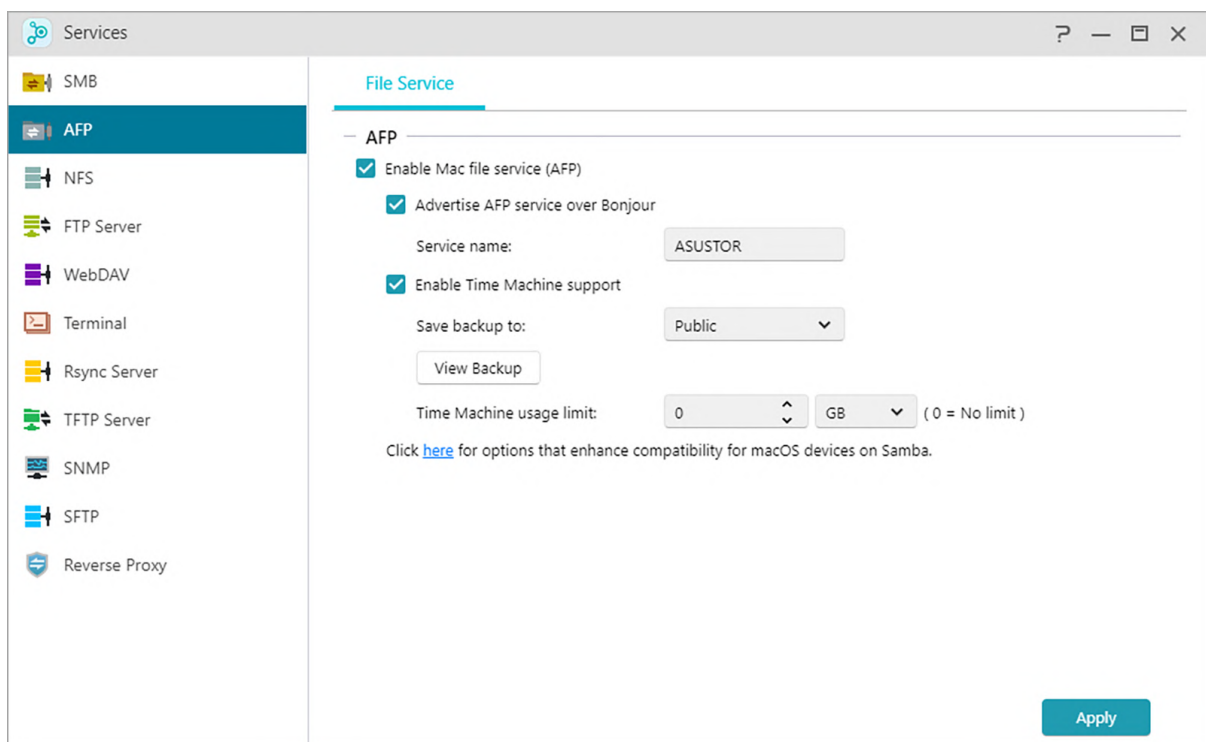 Services
SMB
AFP
NFS
FTP Server
WebDAV
Terminal
Rsync Server
TFTP Server
SNMP
SFTP
Reverse Proxy
File Service
AFP
Enable Mac file service (AFP)
Advertise AFP service over Bonjour
Service name: ASUSTOR
Enable Time Machine support
Save backup to: Public
View Backup
Time Machine usage limit: 0 GB ( 0 = No limit )
Click here for options that enhance compatibility for macOS devices on Samba.
Apply